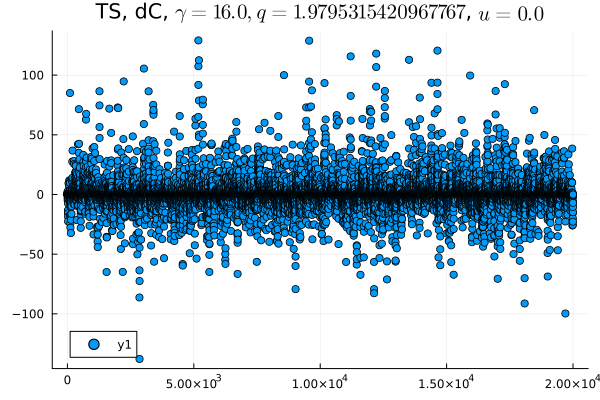 TS, dC, γ = 16.0, q = 1.9795315420967767, u = 0.0
100
50
0
−50
−100
y1
0 5.00×10³ 1.00×10⁴ 1.50×10⁴ 2.00×10⁴